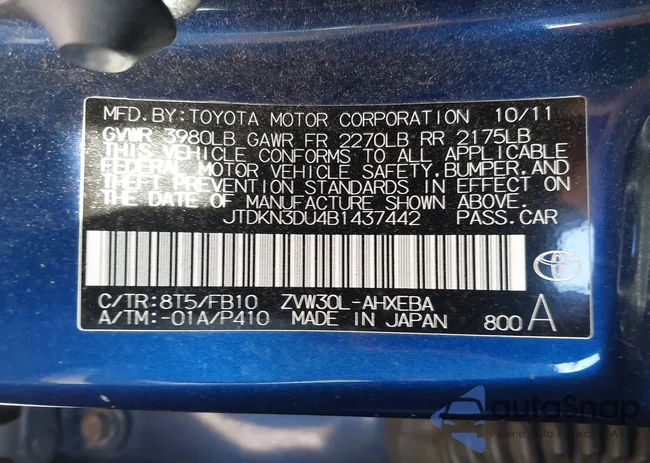 MFD.BY:TOYOTA MOTOR CORPORATION 10/11
GVWR 3980LB GAWR FR 2270LB RR 2175LB
THIS VEHICLE CONFORMS TO ALL APPLICABLE
FEDERAL MOTOR VEHICLE SAFETY,BUMPER,AND
THEFT PREVENTION STANDARDS IN EFFECT ON
THE DATE OF MANUFACTURE SHOWN ABOVE.
JTDKN3DU4B1437442 PASS.CAR
C/TR:8T5/FB10 ZVW30L-AHXEBA
A/TM:-01A/P410 MADE IN JAPAN 800 A
TOYOTA
autoSnap